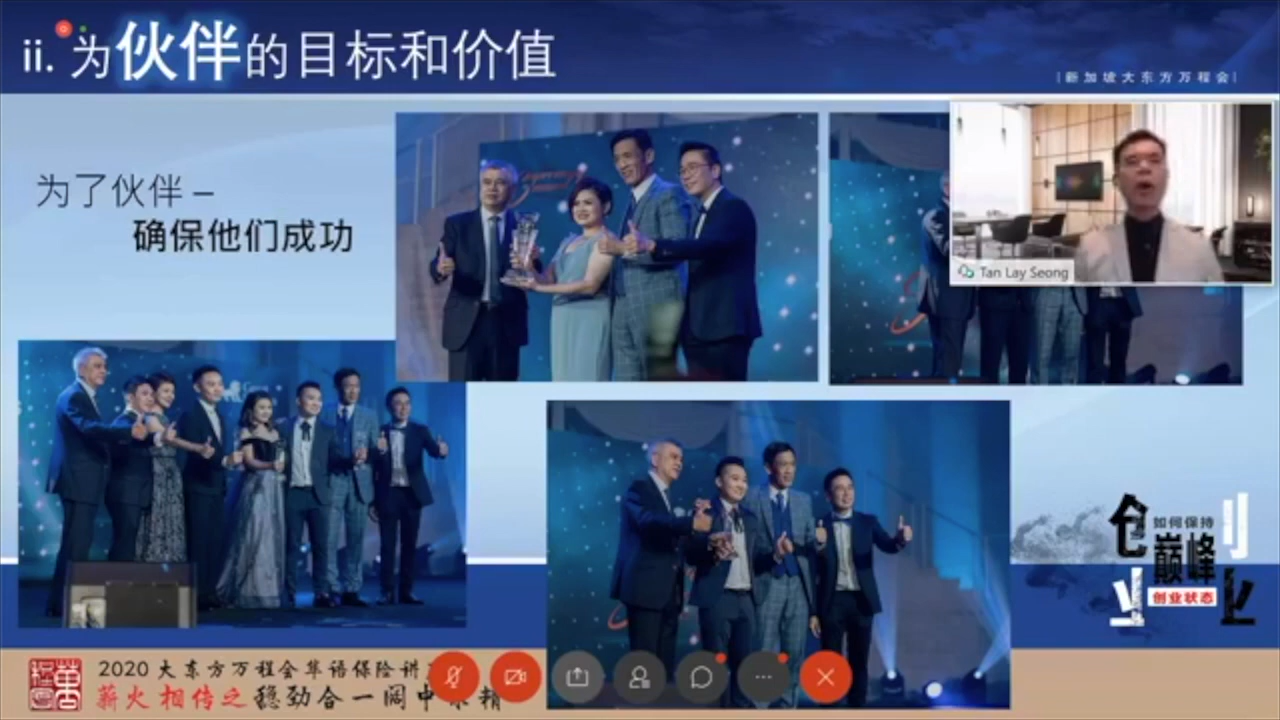 ii. 为伙伴的目标和价值
|新加坡大东方万程会|
为了伙伴 –
确保他们成功
Tan Lay Seong
创业
如何保持
巅峰
创业状态
2020 大东方万程会华语保险讲
薪火相传之 稳劲合一闯中求精